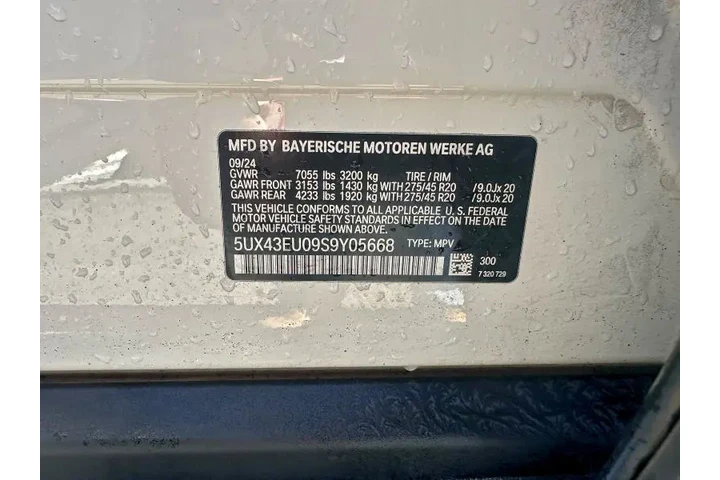 MFD BY BAYERISCHE MOTOREN WERKE AG
09/24
GVWR 7055 lbs 3200 kg TIRE / RIM
GAWR FRONT 3153 lbs 1430 kg WITH 275/45 R20 /9.0Jx 20
GAWR REAR 4233 lbs 1920 kg WITH 275/45 R20 /9.0Jx 20
THIS VEHICLE CONFORMS TO ALL APPLICABLE U. S. FEDERAL
MOTOR VEHICLE SAFETY STANDARDS IN EFFECT ON THE DATE
OF MANUFACTURE SHOWN ABOVE.
5UX43EU09S9Y05668 TYPE: MPV
300
7 320 729